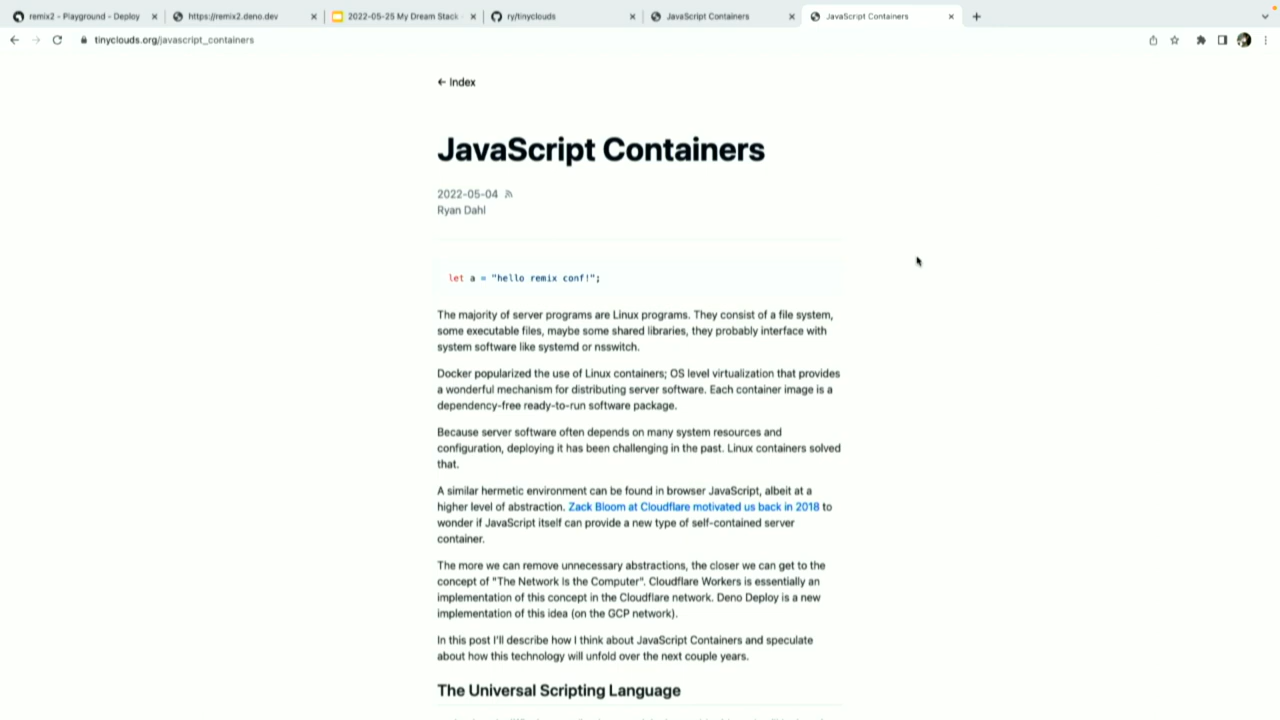 remix2 - Playground - Deploy
https://remix2.deno.dev
2022-05-25 My Dream Stack
ry/tinyclouds
JavaScript Containers
JavaScript Containers
tinyclouds.org/javascript_containers
← Index
JavaScript Containers
2022-05-04
Ryan Dahl
let a = "hello remix conf!";
The majority of server programs are Linux programs. They consist of a file system,
some executable files, maybe some shared libraries, they probably interface with
system software like systemd or nsswitch.
Docker popularized the use of Linux containers; OS level virtualization that provides
a wonderful mechanism for distributing server software. Each container image is a
dependency-free ready-to-run software package.
Because server software often depends on many system resources and
configuration, deploying it has been challenging in the past. Linux containers solved
that.
A similar hermetic environment can be found in browser JavaScript, albeit at a
higher level of abstraction. Zack Bloom at Cloudflare motivated us back in 2018 to
wonder if JavaScript itself can provide a new type of self-contained server
container.
The more we can remove unnecessary abstractions, the closer we can get to the
concept of "The Network Is the Computer". Cloudflare Workers is essentially an
implementation of this concept in the Cloudflare network. Deno Deploy is a new
implementation of this idea (on the GCP network).
In this post I'll describe how I think about JavaScript Containers and speculate
about how this technology will unfold over the next couple years.
The Universal Scripting Language